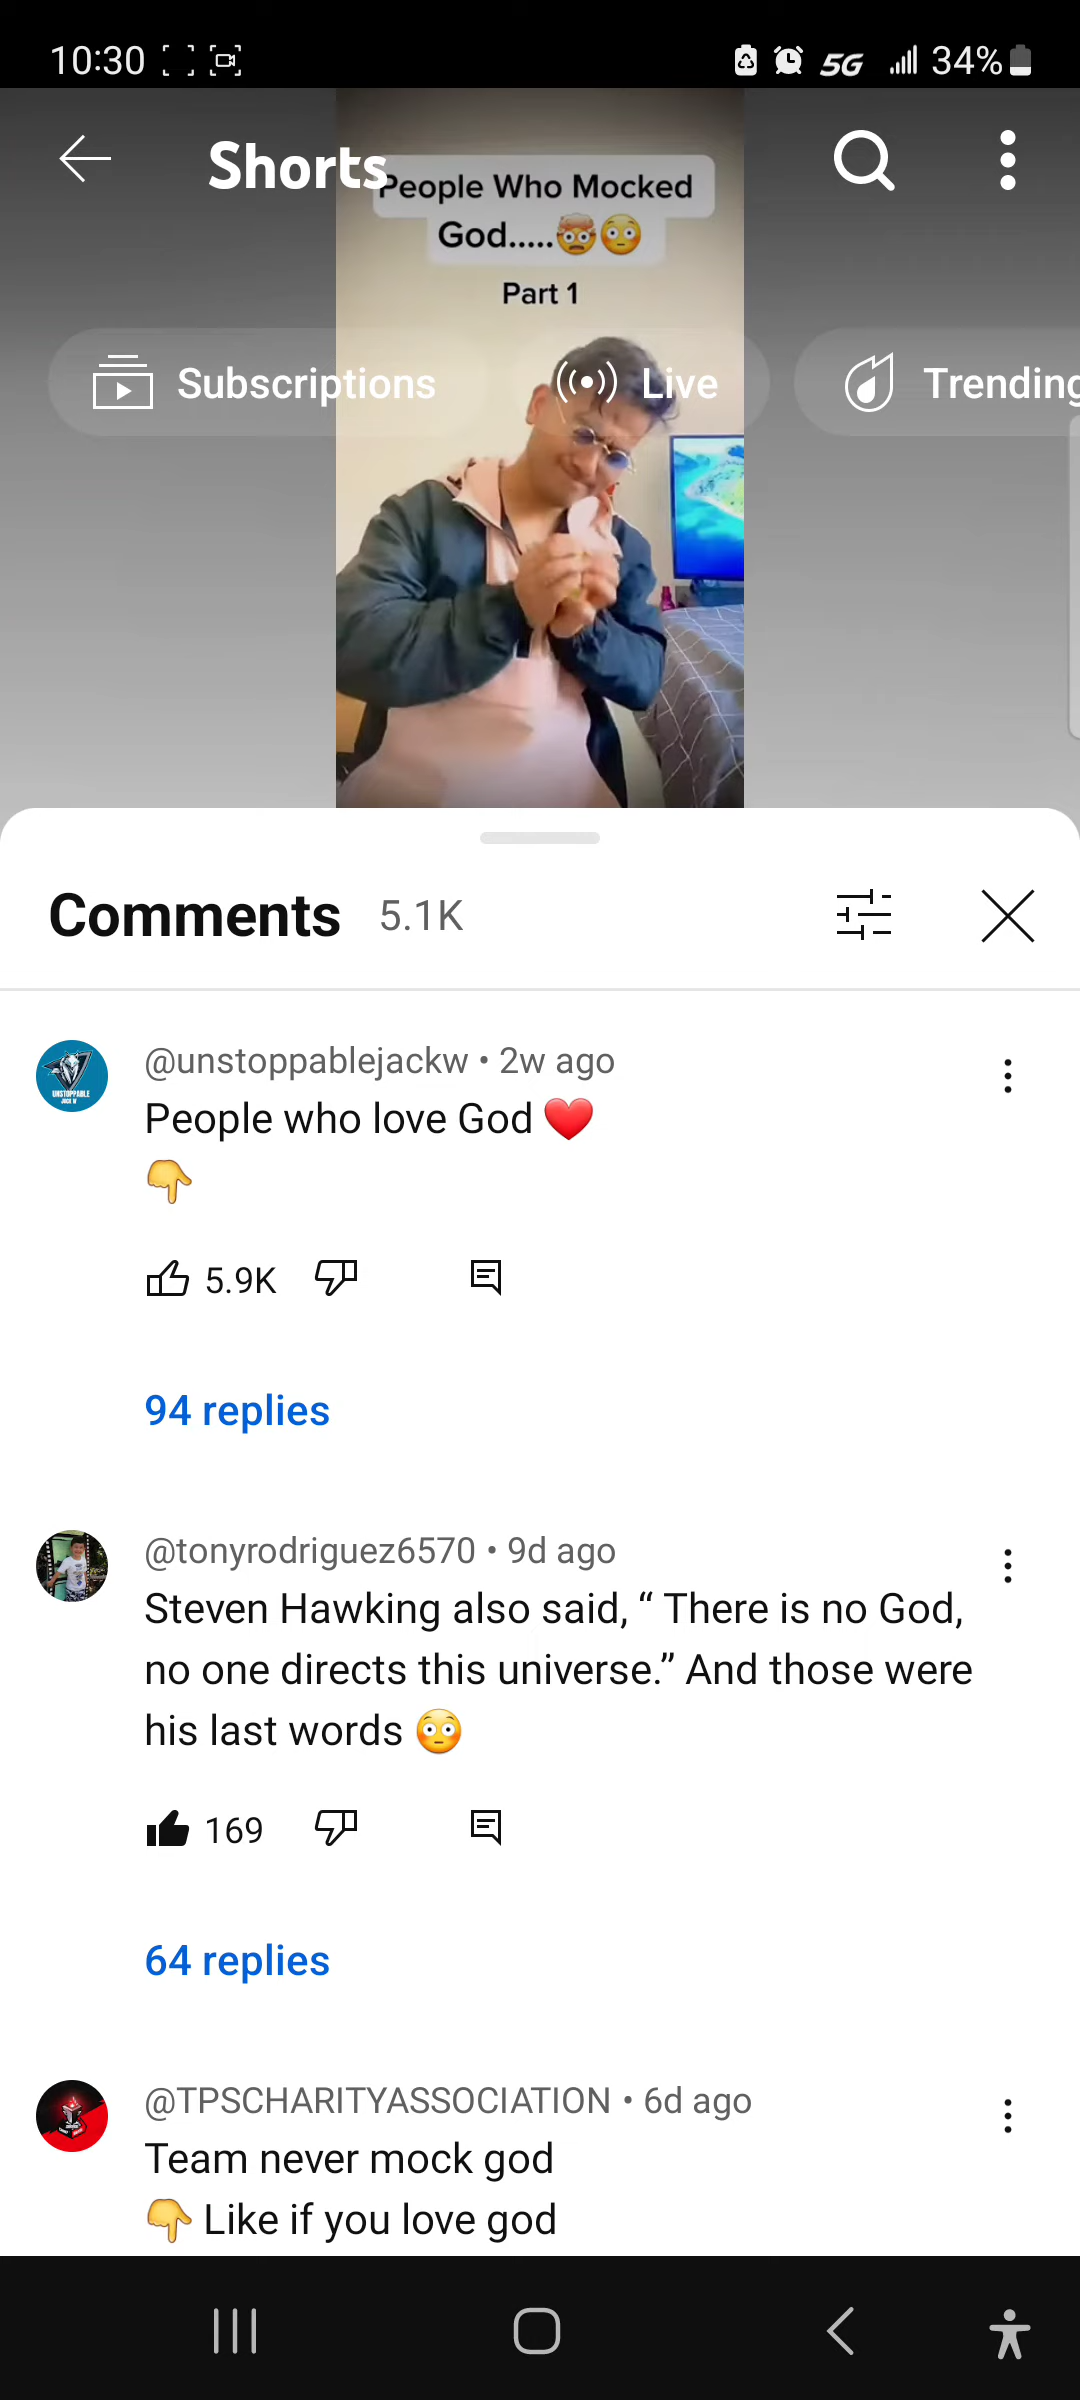 10:30
5G
34%
Shorts
People Who Mocked
God.....🤯😳
Part 1
Subscriptions
Live
Trending
Comments 5.1K
@unstoppablejackw • 2w ago
People who love God ❤️
👇
5.9K
94 replies
@tonyrodriguez6570 • 9d ago
Steven Hawking also said, “ There is no God,
no one directs this universe.” And those were
his last words 😳
169
64 replies
@TPSCHARITYASSOCIATION • 6d ago
Team never mock god
👇 Like if you love god